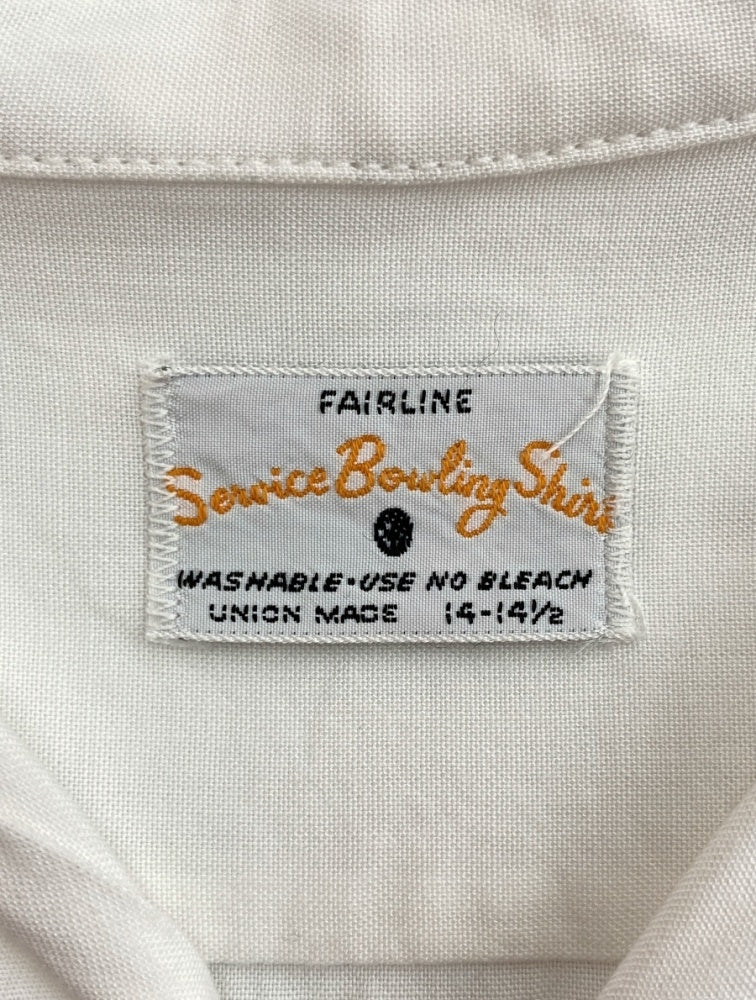 FAIRLINE
Service Bowling Shirt
WASHABLE·USE NO BLEACH
UNION MADE 14-14½